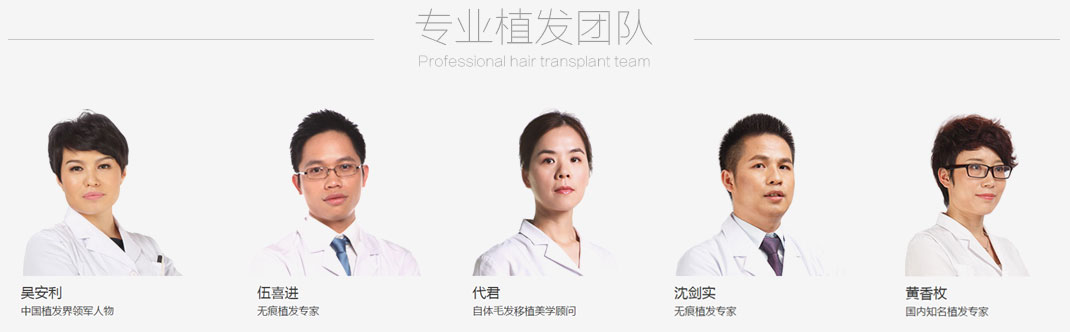 专业植发团队
Professional hair transplant team
吴安利
中国植发界领军人物
伍喜进
无痕植发专家
代君
自体毛发移植美学顾问
沈剑实
无痕植发专家
黄香枚
国内知名植发专家